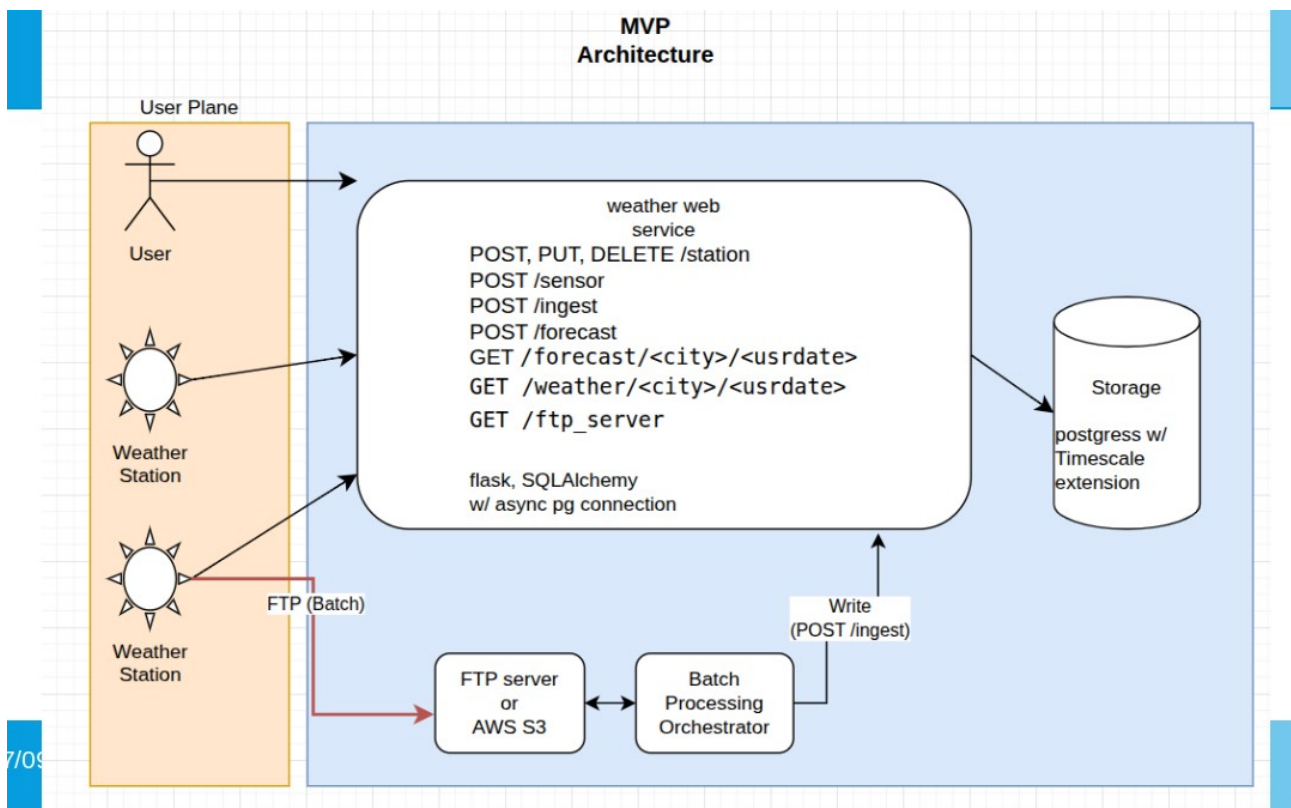 MVP
Architecture
User Plane
User
Weather
Station
Weather
Station
weather web
service
POST, PUT, DELETE /station
POST /sensor
POST /ingest
POST /forecast
GET /forecast/<city>/<usrdate>
GET /weather/<city>/<usrdate>
GET /ftp_server
flask, SQLAlchemy
w/ async pg connection
Storage
postgress w/
Timescale
extension
FTP (Batch)
Write
(POST /ingest)
FTP server
or
AWS S3
Batch
Processing
Orchestrator
7/09